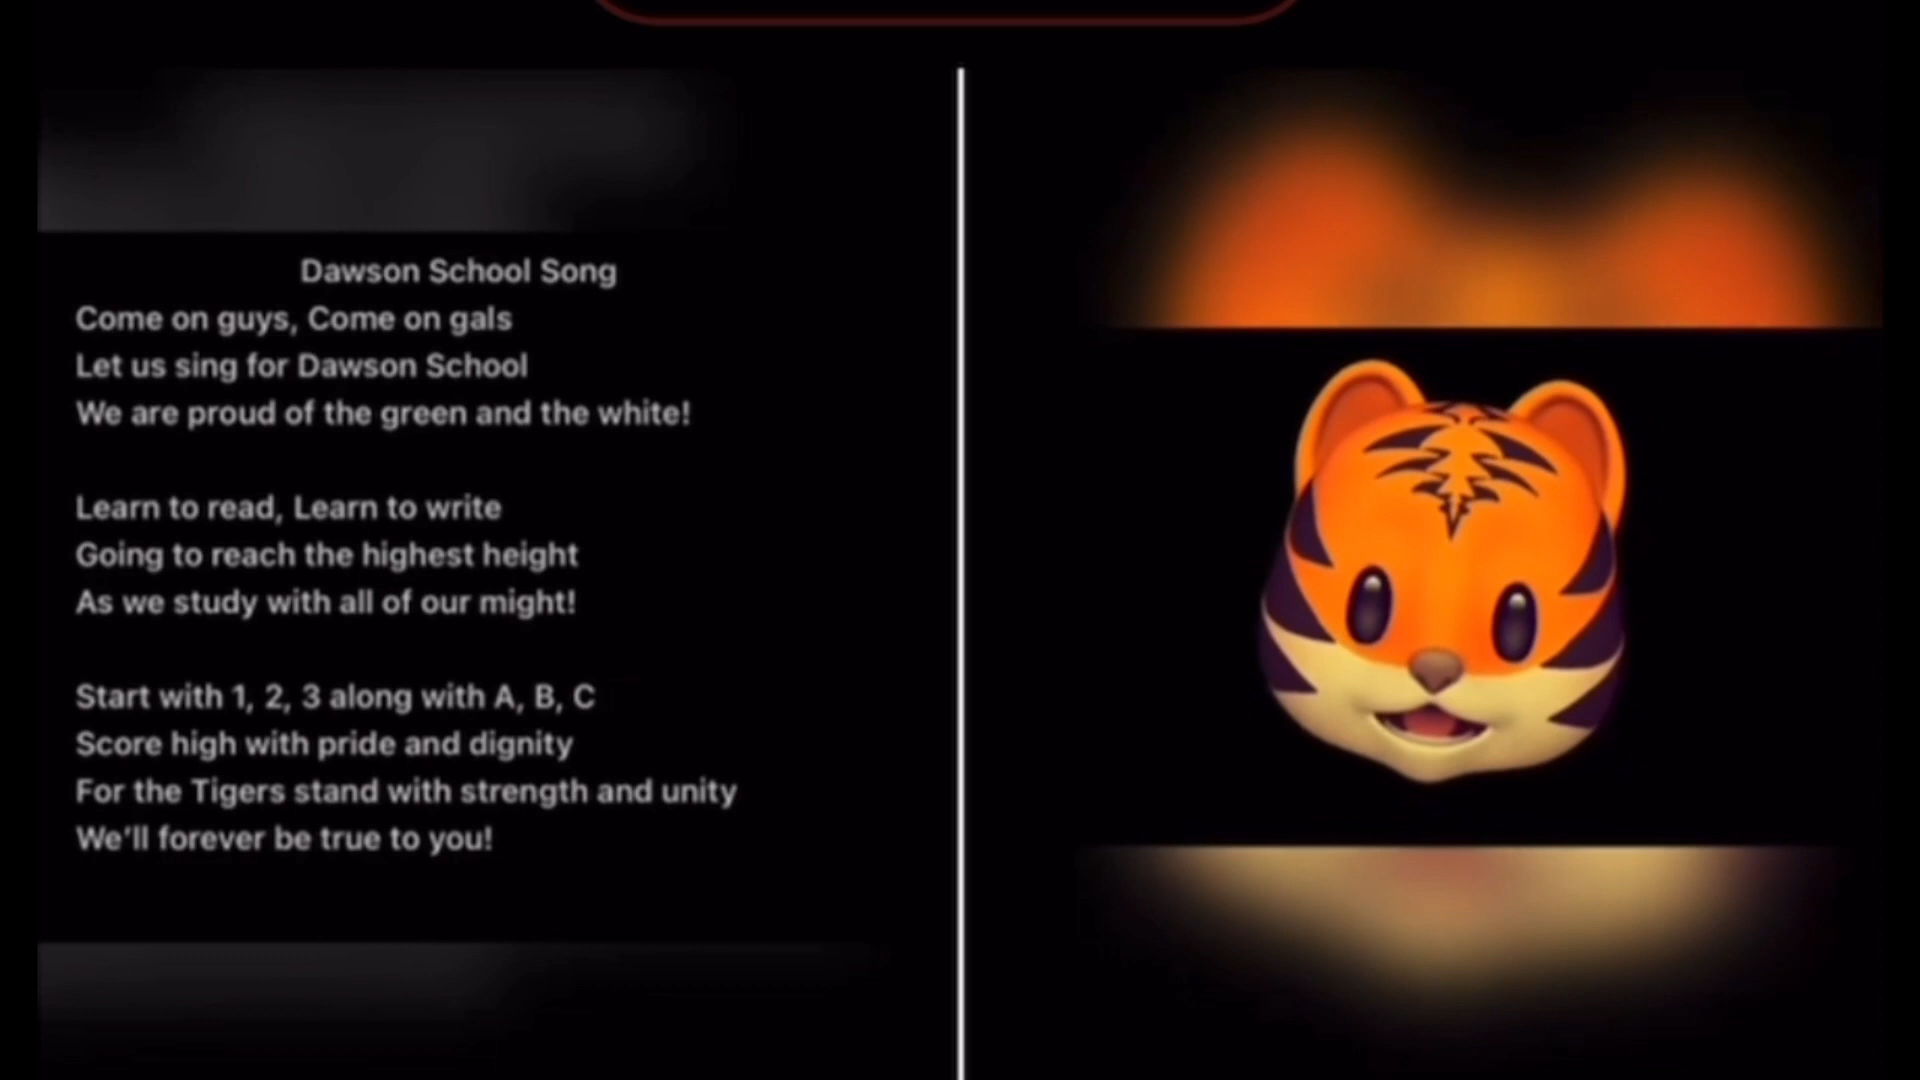 Dawson School Song
Come on guys, Come on gals
Let us sing for Dawson School
We are proud of the green and the white!
Learn to read, Learn to write
Going to reach the highest height
As we study with all of our might!
Start with 1, 2, 3 along with A, B, C
Score high with pride and dignity
For the Tigers stand with strength and unity
We'll forever be true to you!